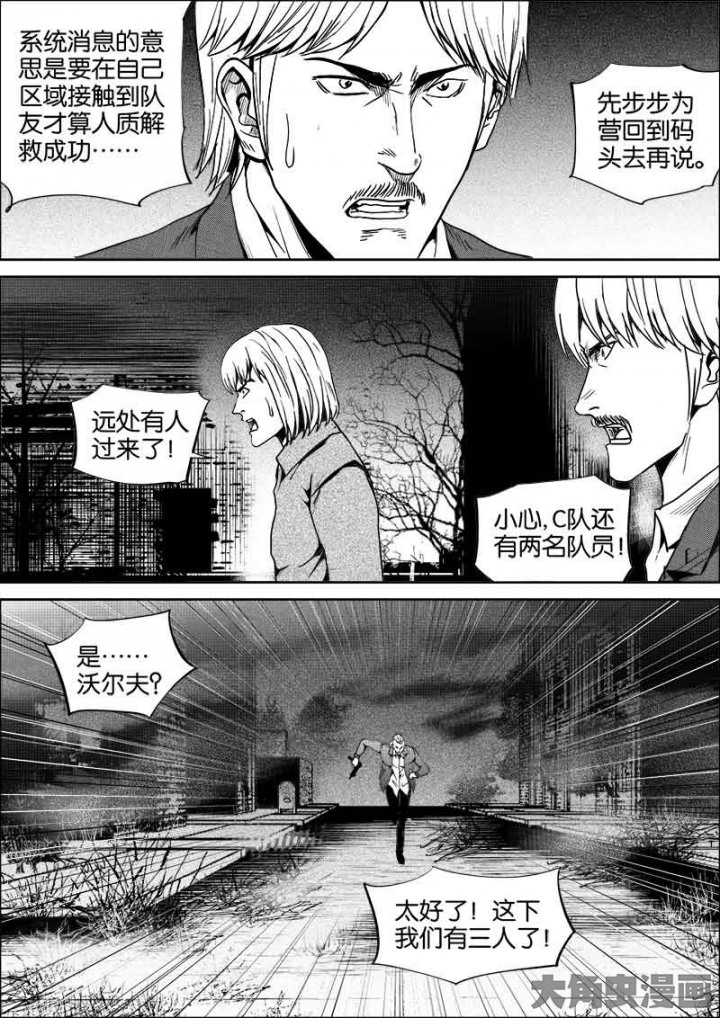 系统消息的意
思是要在自己
区域接触到队
友才算人质解
救成功……
先步步为
营回到码
头去再说。
远处有人
过来了！
小心，C队还
有两名队员！
是……
沃尔夫？
太好了！这下
我们有三人了！
大角虫漫画